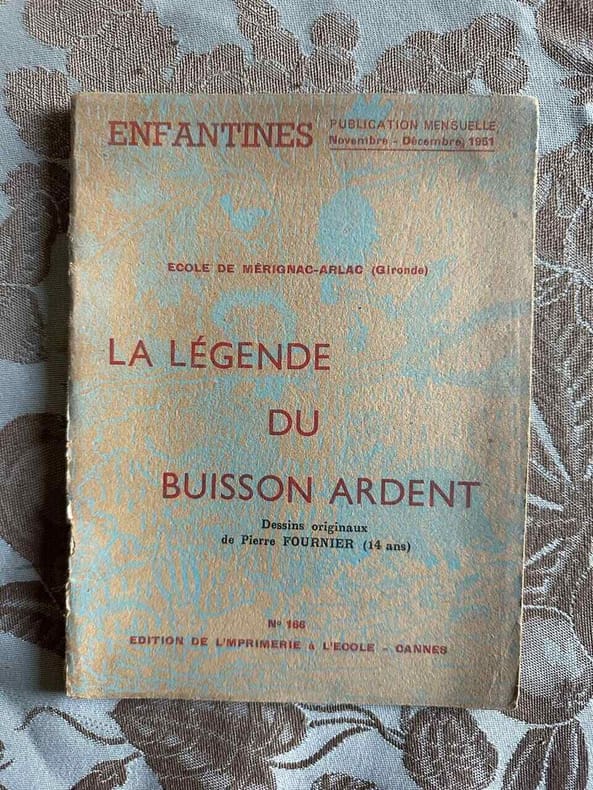 ENFANTINES
PUBLICATION MENSUELLE
Novembre - Décembre, 1951
ECOLE DE MÉRIGNAC-ARLAC (Gironde)
LA LÉGENDE
DU
BUISSON ARDENT
Dessins originaux
de Pierre FOURNIER (14 ans)
N° 166
EDITION DE L'MPRIMERIE à L'ECOLE - CANNES